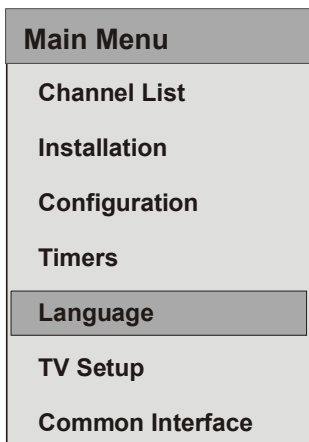 Main Menu
Channel List
Installation
Configuration
Timers
Language
TV Setup
Common Interface